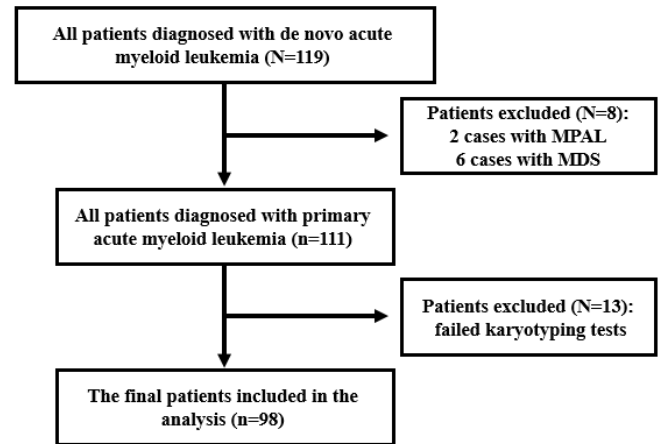 All patients diagnosed with de novo acute
myeloid leukemia (N=119)
Patients excluded (N=8):
2 cases with MPAL
6 cases with MDS
All patients diagnosed with primary
acute myeloid leukemia (n=111)
Patients excluded (N=13):
failed karyotyping tests
The final patients included in the
analysis (n=98)